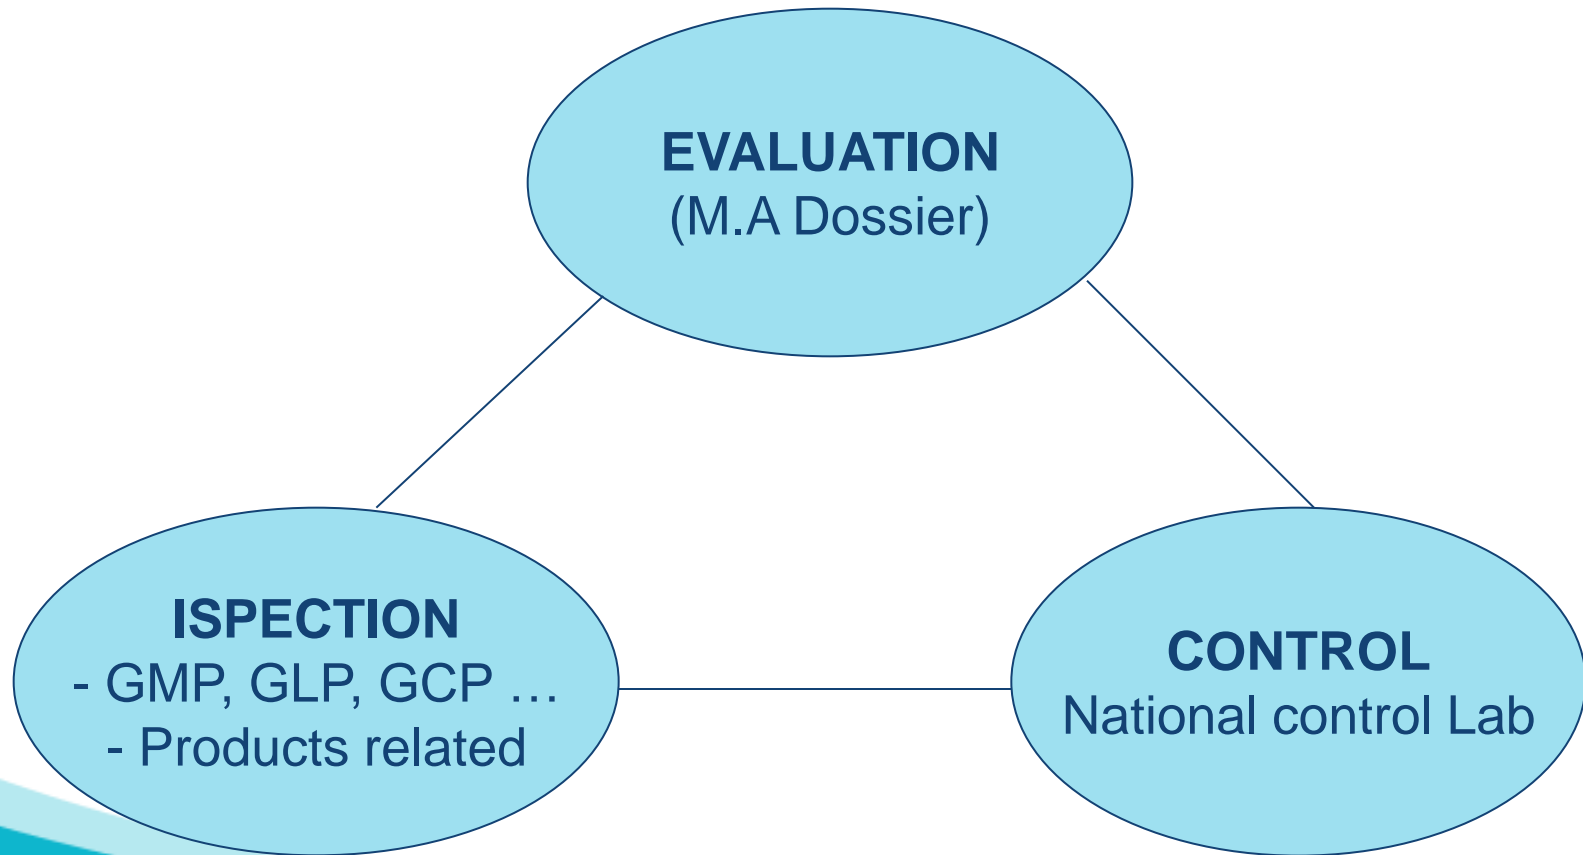 EVALUATION
(M.A Dossier)
ISPECTION
- GMP, GLP, GCP …
- Products related
CONTROL
National control Lab